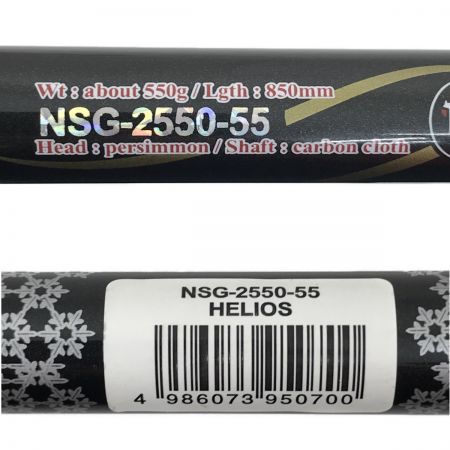 Wt : about 550g / Lgth : 850mm
NSG-2550-55
Head : persimmon / Shaft : carbon cloth
NSG-2550-55
HELIOS
4 986073 950700